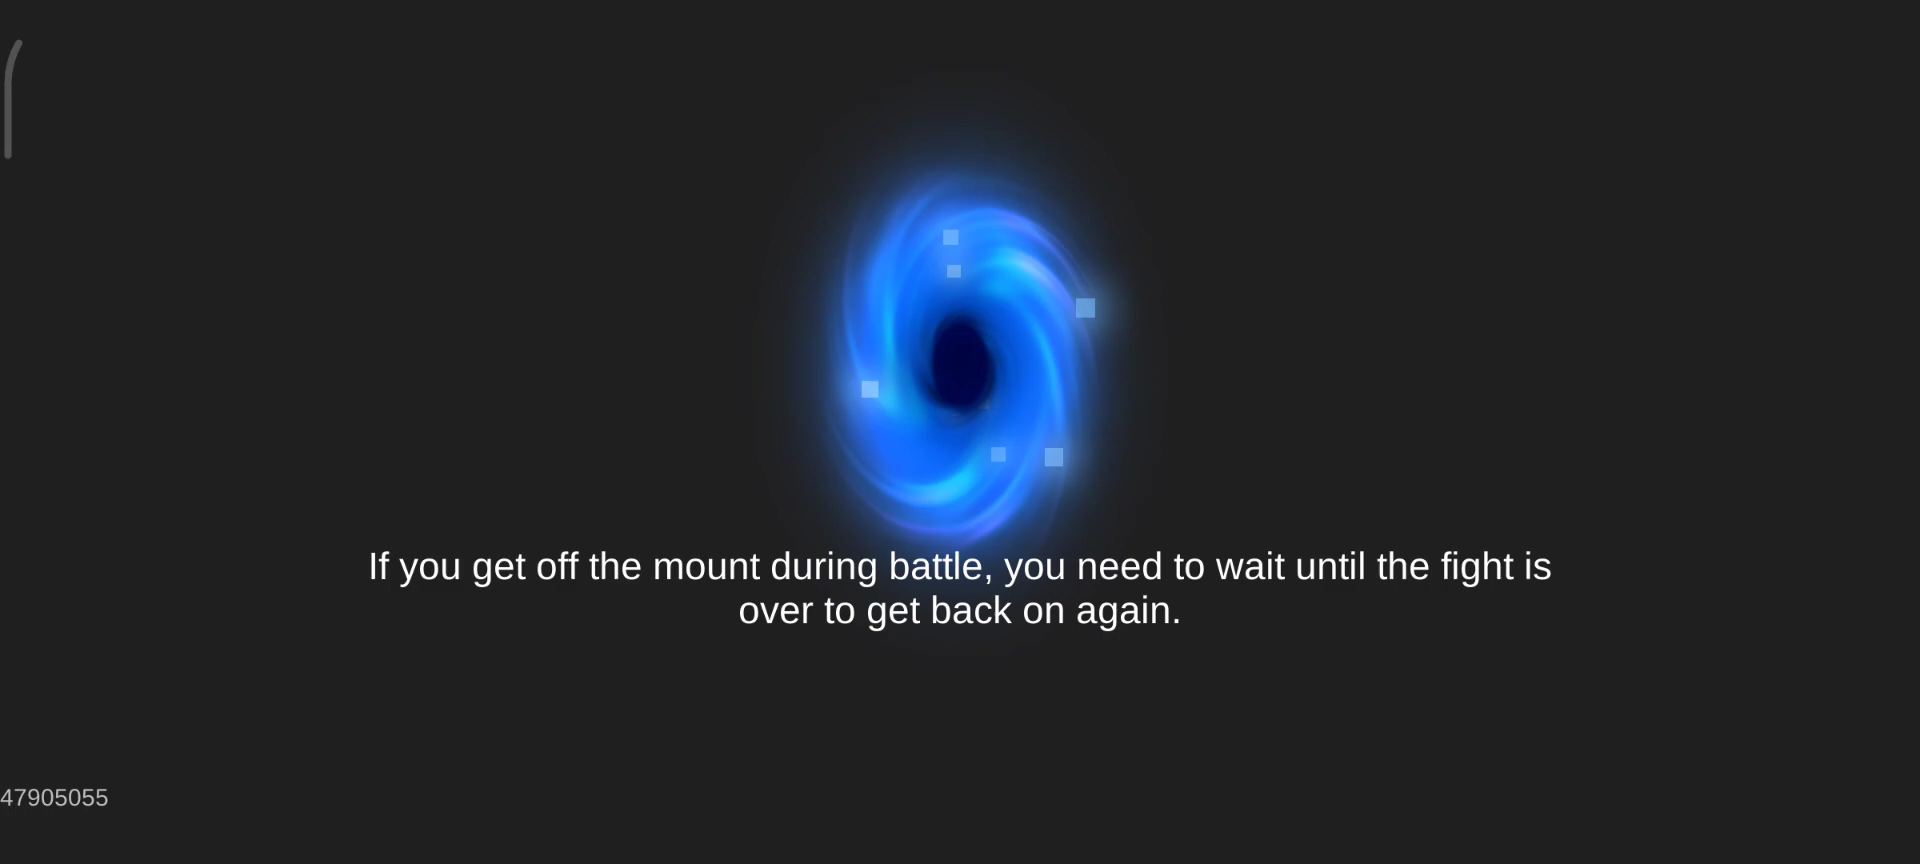 If you get off the mount during battle, you need to wait until the fight is
over to get back on again.
47905055